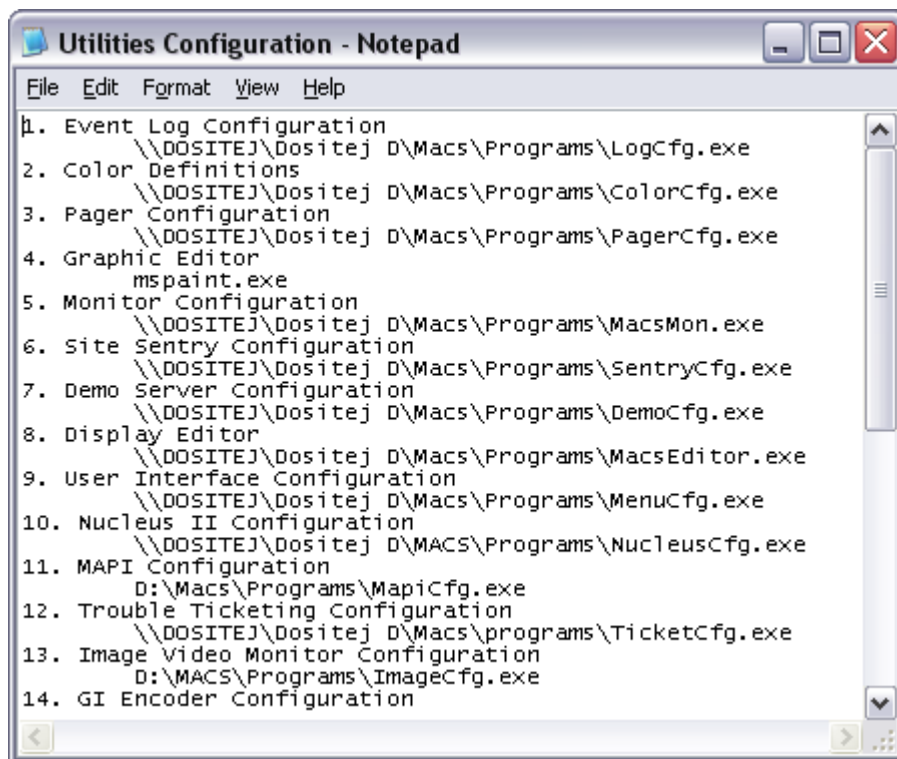 Utilities Configuration - Notepad
File Edit Format View Help
1. Event Log Configuration
\\DOSITEJ\Dositej D\Macs\Programs\LogCfg.exe
2. Color Definitions
\\DOSITEJ\Dositej D\Macs\Programs\ColorCfg.exe
3. Pager Configuration
\\DOSITEJ\Dositej D\Macs\Programs\PagerCfg.exe
4. Graphic Editor
mspaint.exe
5. Monitor Configuration
\\DOSITEJ\Dositej D\Macs\Programs\MacsMon.exe
6. Site Sentry Configuration
\\DOSITEJ\Dositej D\Macs\Programs\SentryCfg.exe
7. Demo Server Configuration
\\DOSITEJ\Dositej D\Macs\Programs\DemoCfg.exe
8. Display Editor
\\DOSITEJ\Dositej D\Macs\Programs\MacsEditor.exe
9. User Interface Configuration
\\DOSITEJ\Dositej D\Macs\Programs\MenuCfg.exe
10. Nucleus II Configuration
\\DOSITEJ\Dositej D\MACS\Programs\NucleusCfg.exe
11. MAPI Configuration
D:\Macs\Programs\MapiCfg.exe
12. Trouble Ticketing Configuration
\\DOSITEJ\Dositej D\Macs\programs\TicketCfg.exe
13. Image Video Monitor Configuration
D:\MACS\Programs\ImageCfg.exe
14. GI Encoder Configuration